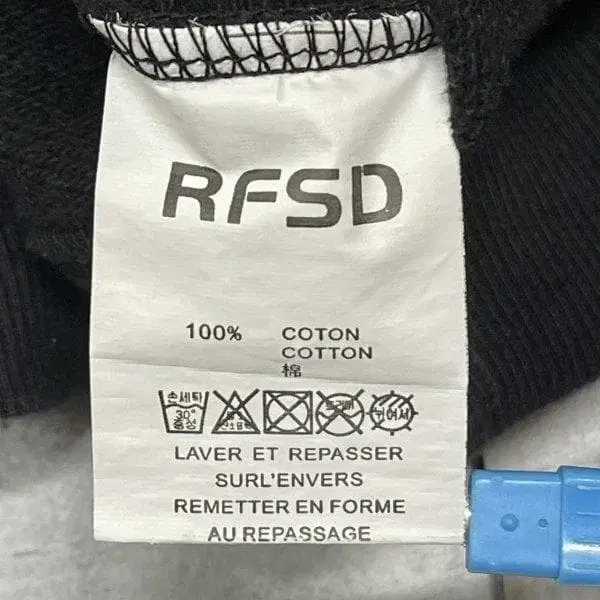 RFSD
100% COTON
COTTON
棉
손세탁
30°
중성
LAVER ET REPASSER
SURL'ENVERS
REMETTER EN FORME
AU REPASSAGE